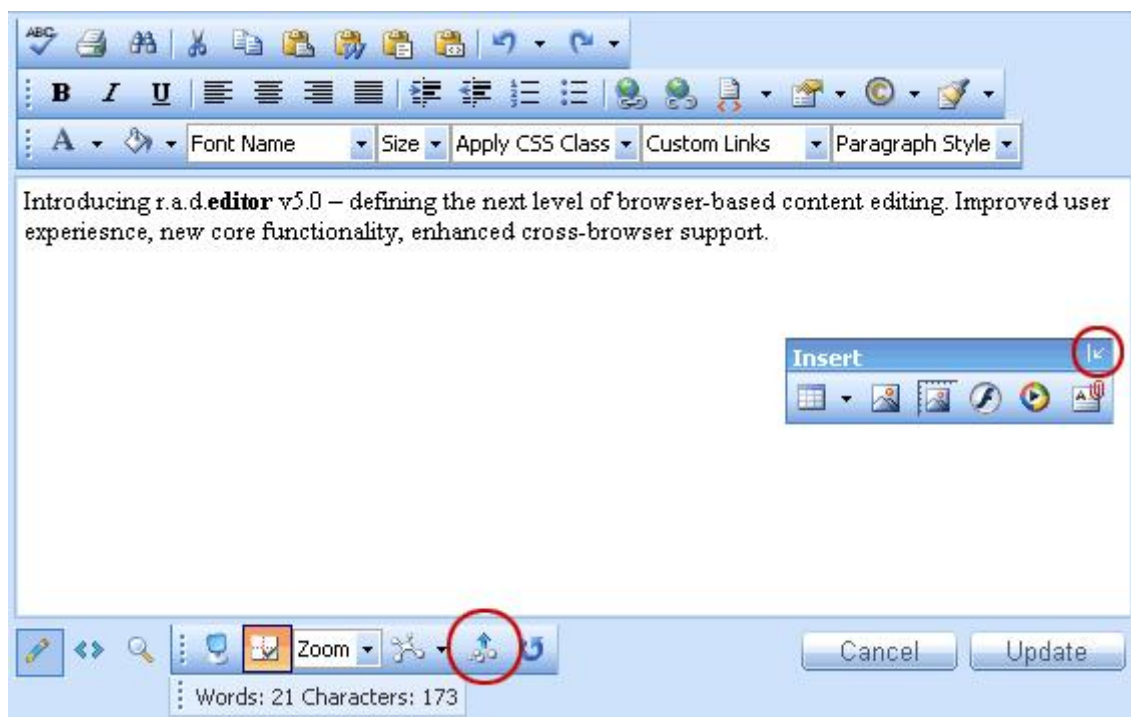 ABC
B I U
A Font Name Size Apply CSS Class Custom Links Paragraph Style
Introducing r.a.d.editor v5.0 – defining the next level of browser-based content editing. Improved user
experiesnce, new core functionality, enhanced cross-browser support.
Insert
Zoom
Cancel Update
Words: 21 Characters: 173